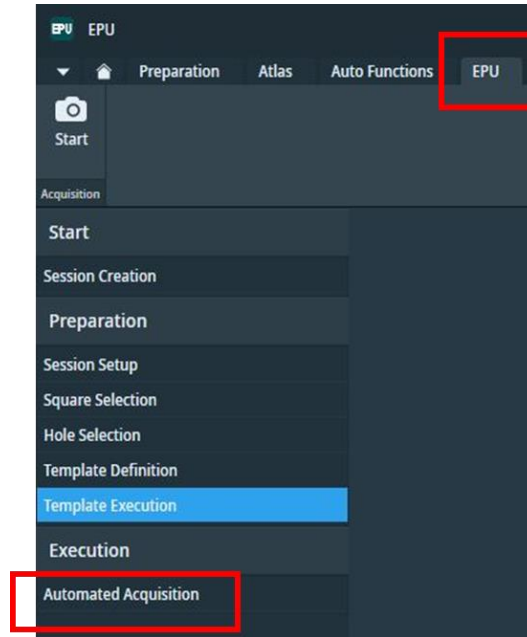 EPU EPU
Preparation Atlas Auto Functions EPU
Start
Acquisition
Start
Session Creation
Preparation
Session Setup
Square Selection
Hole Selection
Template Definition
Template Execution
Execution
Automated Acquisition